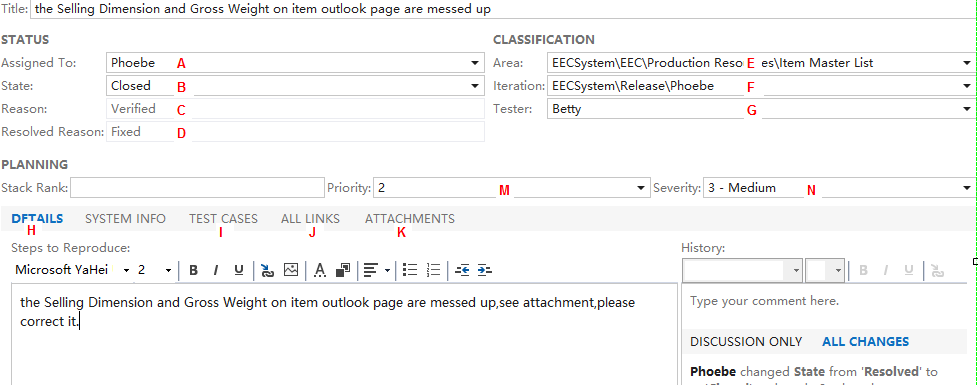 Title: the Selling Dimension and Gross Weight on item outlook page are messed up
STATUS CLASSIFICATION
Assigned To: Phoebe A Area: EECSystem\EEC\Production Reso E es\Item Master List
State: Closed B Iteration: EECSystem\Release\Phoebe F
Reason: Verified C Tester: Betty G
Resolved Reason: Fixed D
PLANNING
Stack Rank: Priority: 2 M Severity: 3 - Medium N
DETAILS SYSTEM INFO TEST CASES ALL LINKS ATTACHMENTS
H I J K
Steps to Reproduce: History:
Microsoft YaHei 2 B I U A B I U
the Selling Dimension and Gross Weight on item outlook page are messed up,see attachment,please
correct it.
Type your comment here.
DISCUSSION ONLY ALL CHANGES
Phoebe changed State from 'Resolved' to